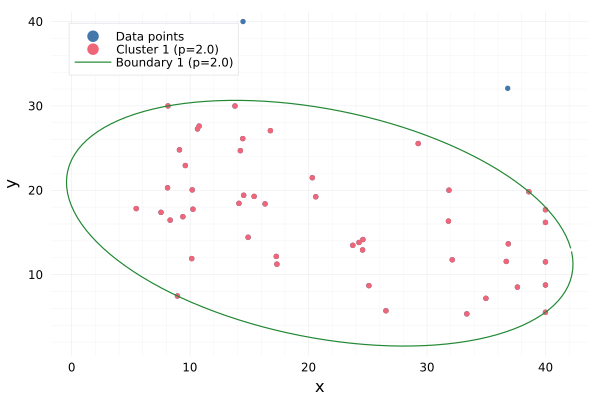 40
30
20
10
y
Data points
Cluster 1 (p=2.0)
Boundary 1 (p=2.0)
0 10 20 30 40
x